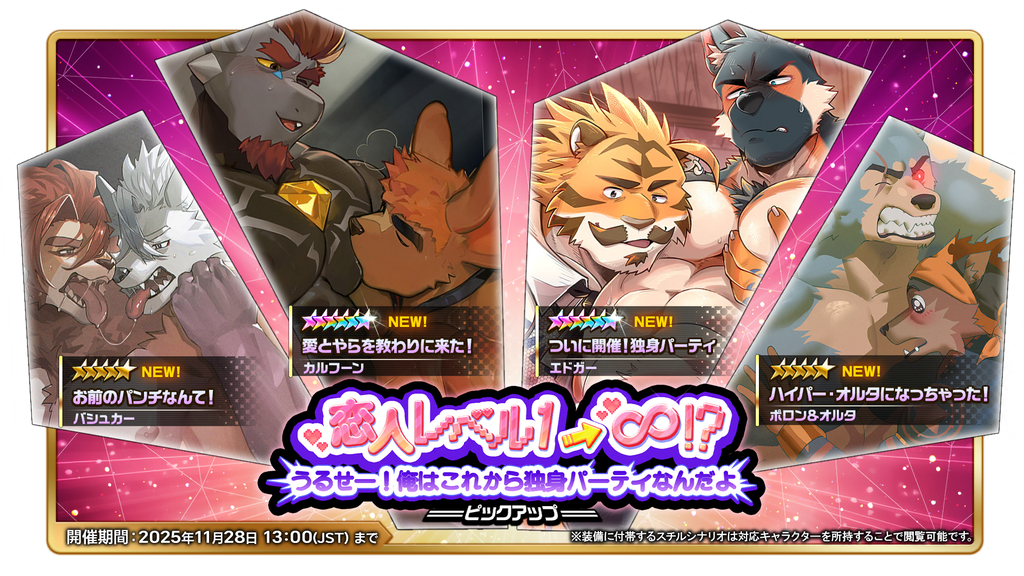 NEW!
お前のパンチなんて!
バシュカー
NEW!
愛とやらを教わりに来た!
カルフーン
NEW!
ついに開催!独身パーティ
エドガー
NEW!
ハイパー・オルタになっちゃった!
ポロン&オルタ
恋人レベル1→∞!?
うるせー!俺はこれから独身パーティなんだよ
ピックアップ
開催期間:2025年11月28日 13:00(JST) まで
※装備に付帯するスチルシナリオは対応キャラクターを所持することで閲覧可能です。